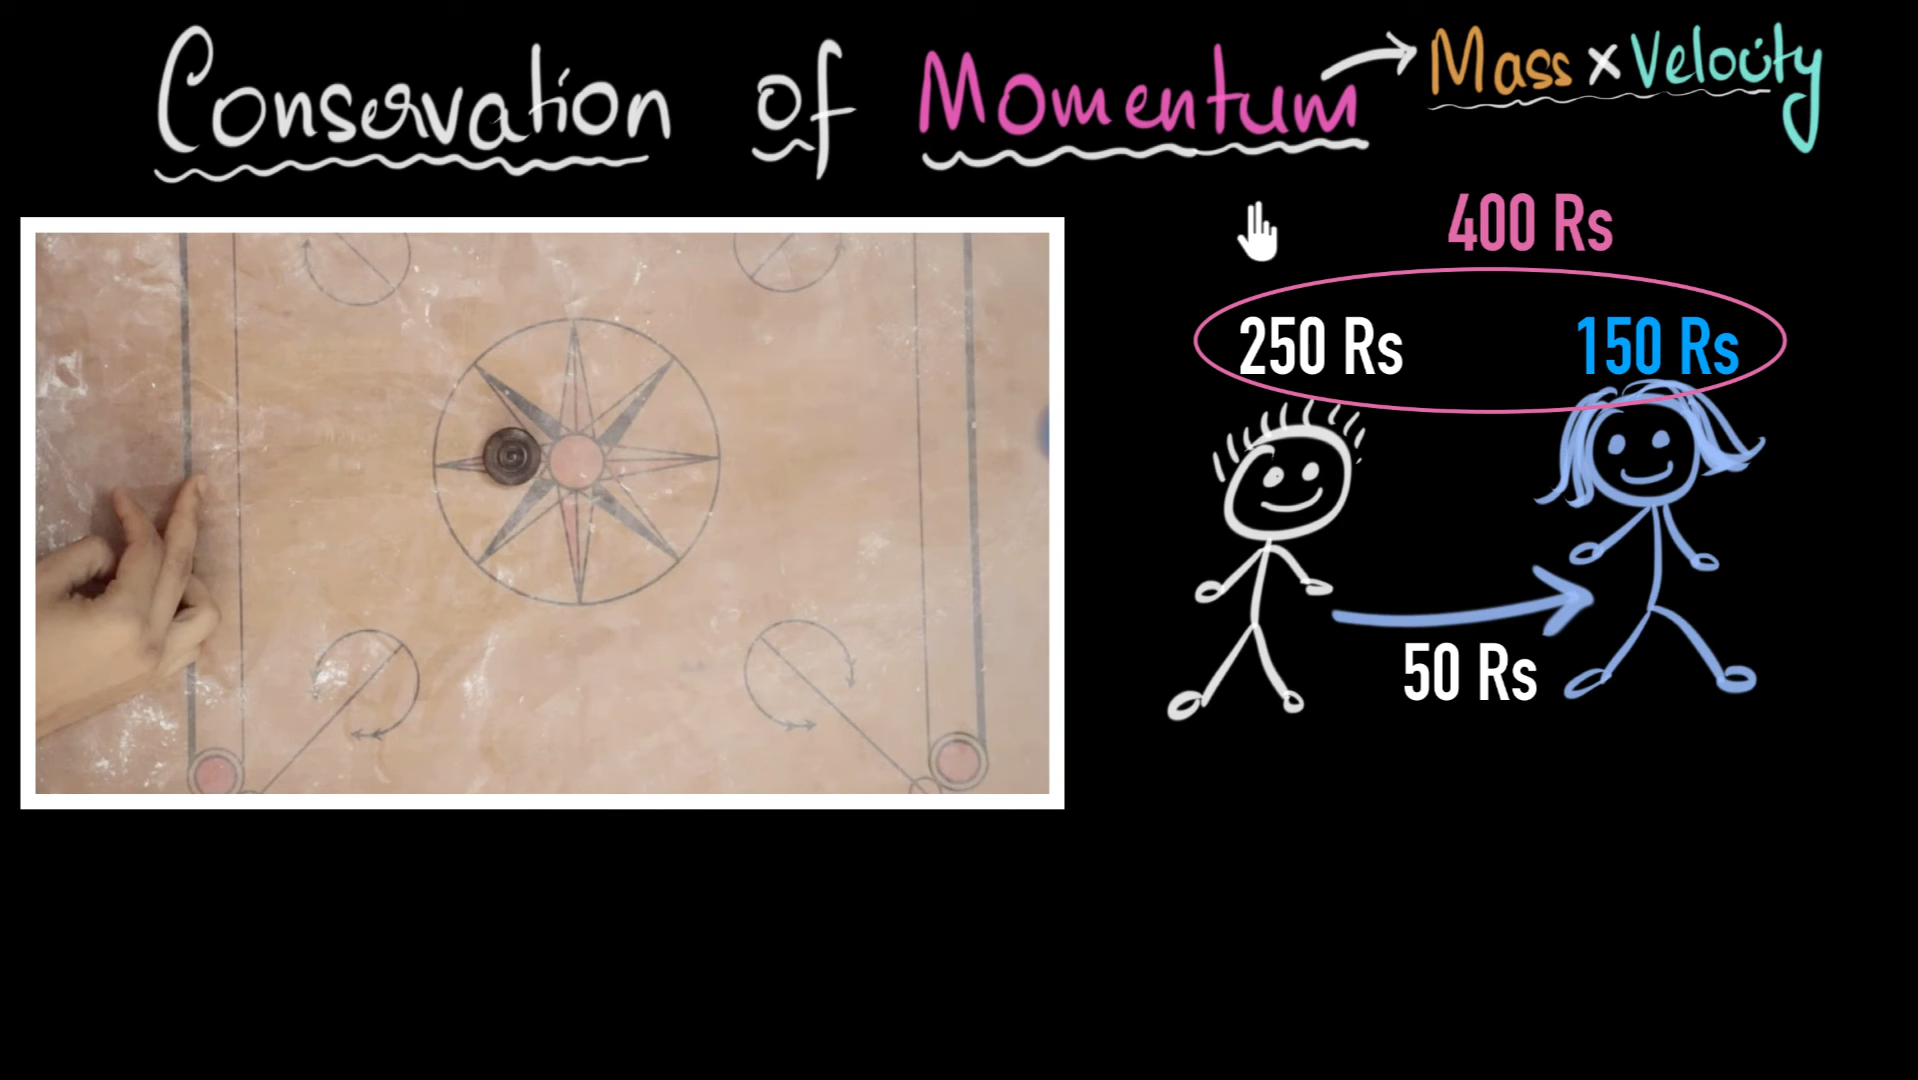 Conservation of Momentum → Mass x Velocity
400 Rs
250 Rs 150 Rs
50 Rs